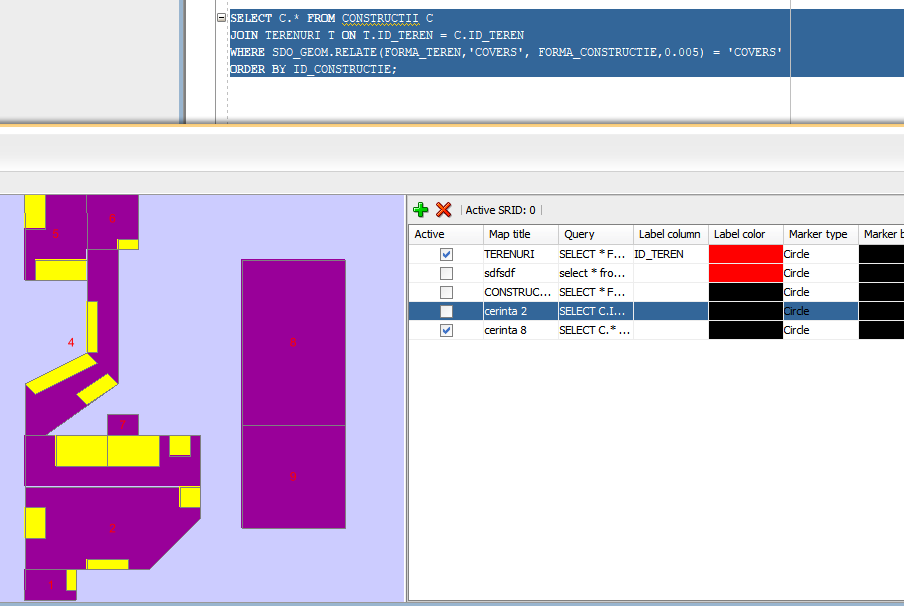 SELECT C.* FROM CONSTRUCTII C
JOIN TERENURI T ON T.ID_TEREN = C.ID_TEREN
WHERE SDO_GEOM.RELATE(FORMA_TEREN,'COVERS', FORMA_CONSTRUCTIE,0.005) = 'COVERS'
ORDER BY ID_CONSTRUCTIE;
Active SRID: 0
Active Map title Query Label column Label color Marker type Marker b
TERENURI SELECT * F... ID_TEREN Circle
sdfsdf select * fro... Circle
CONSTRUC... SELECT * F... Circle
cerinta 2 SELECT C.I... Circle
cerinta 8 SELECT C.* ... Circle
6
8
4
7
9
2
1